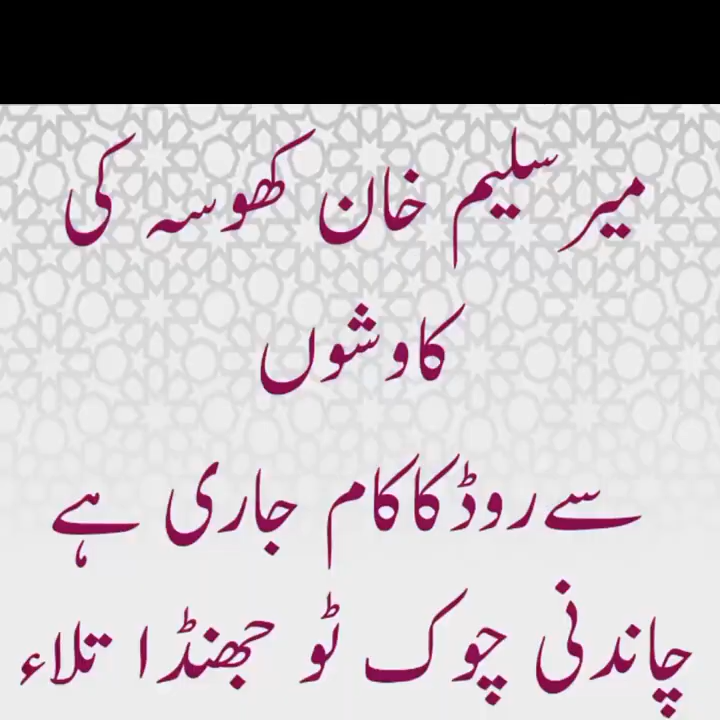 میر سلیم خان کھوسہ کی
کاوشوں
سے روڈ کا کام جاری ہے
چاندنی چوک ٹو جھنڈا تلاء